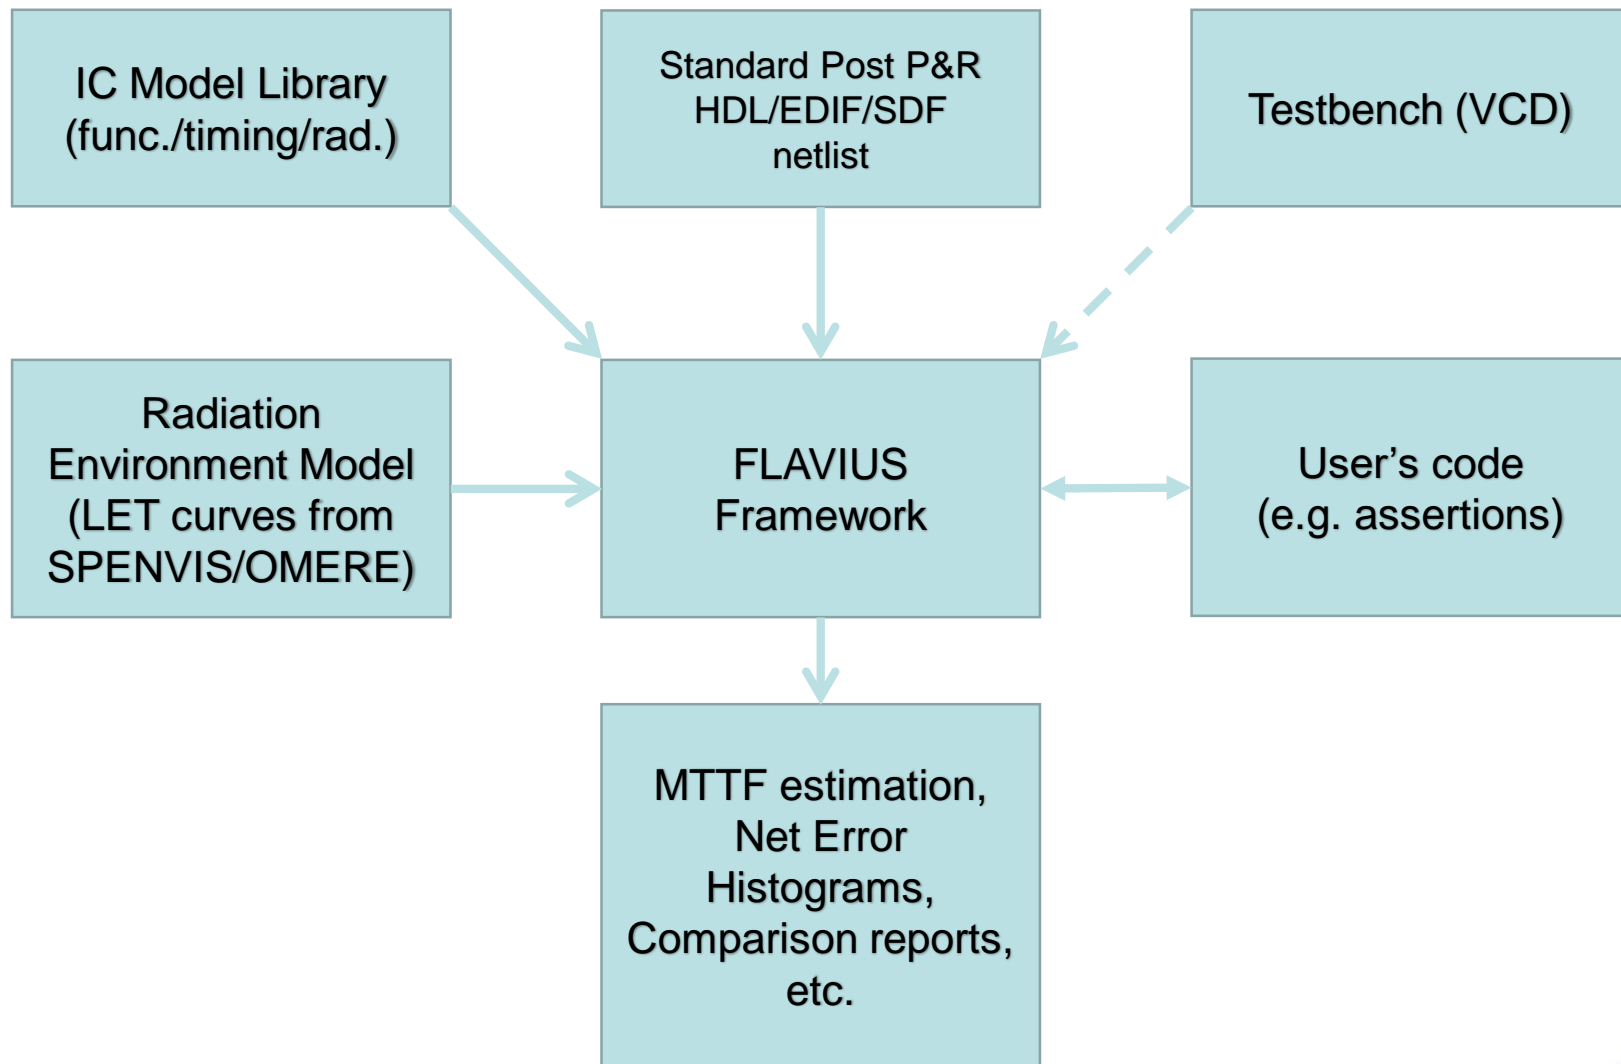 IC Model Library
(func./timing/rad.)
Standard Post P&R
HDL/EDIF/SDF
netlist
Testbench (VCD)
Radiation
Environment Model
(LET curves from
SPENVIS/OMERE)
FLAVIUS
Framework
User’s code
(e.g. assertions)
MTTF estimation,
Net Error
Histograms,
Comparison reports,
etc.